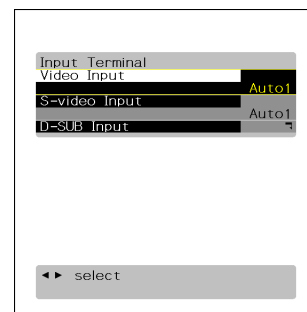 Input Terminal
Video Input
Auto1
S-video Input
Auto1
D-SUB Input
◄ ► select